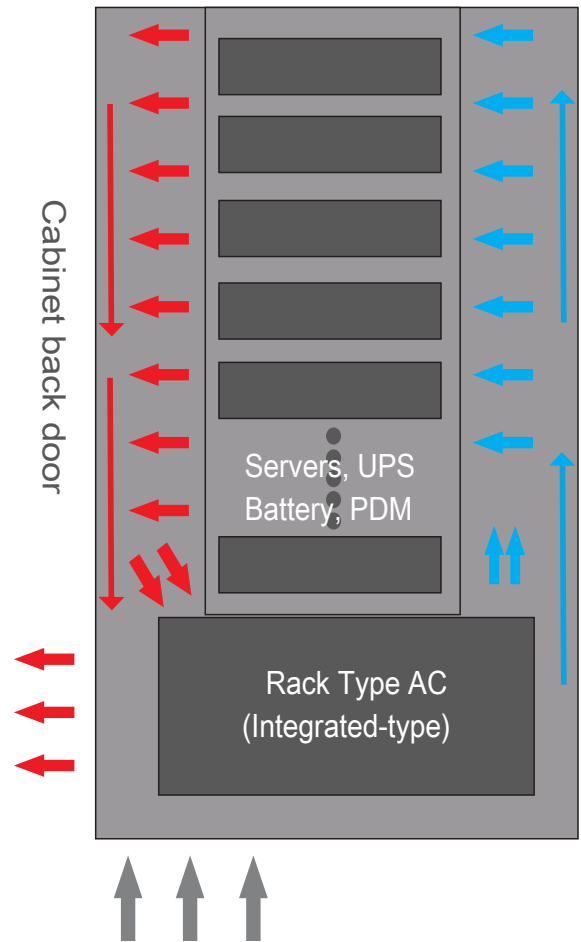 Cabinet back door
Servers, UPS
Battery, PDM
Rack Type AC
(Integrated-type)